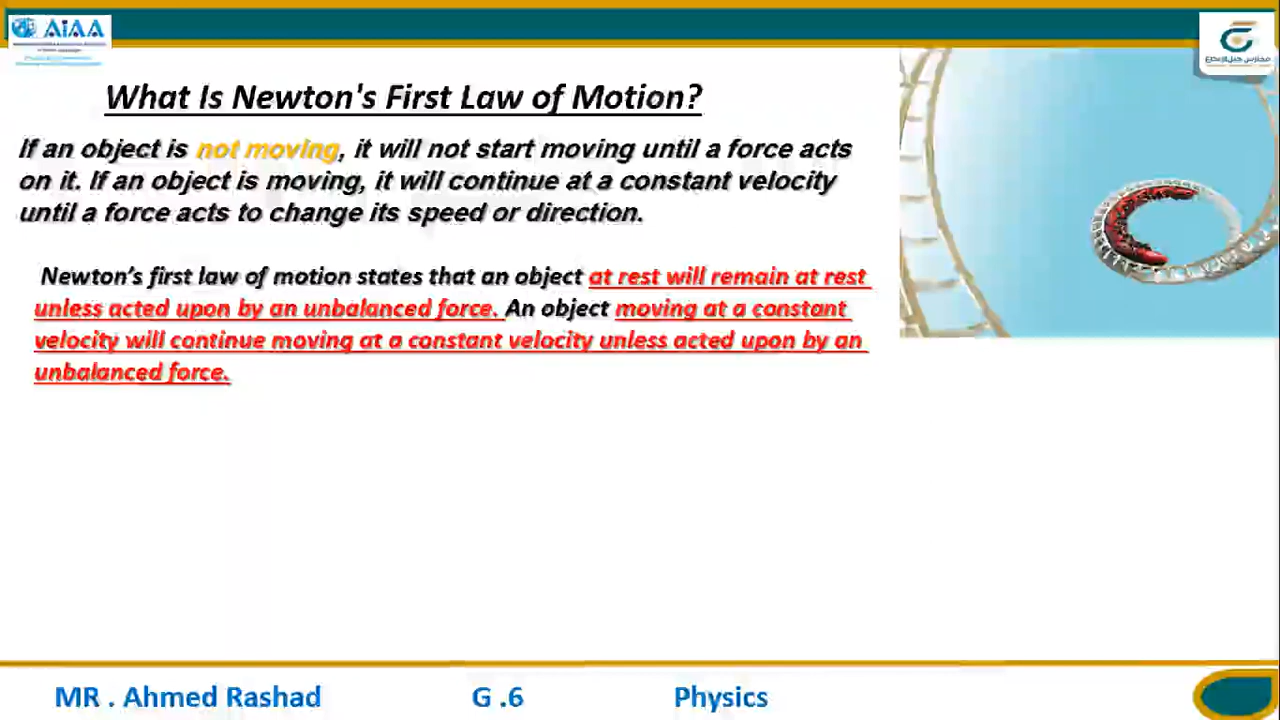 AIAA
What Is Newton's First Law of Motion?
If an object is not moving, it will not start moving until a force acts
on it. If an object is moving, it will continue at a constant velocity
until a force acts to change its speed or direction.
Newton's first law of motion states that an object at rest will remain at rest
unless acted upon by an unbalanced force. An object moving at a constant
velocity will continue moving at a constant velocity unless acted upon by an
unbalanced force.
MR . Ahmed Rashad G .6 Physics